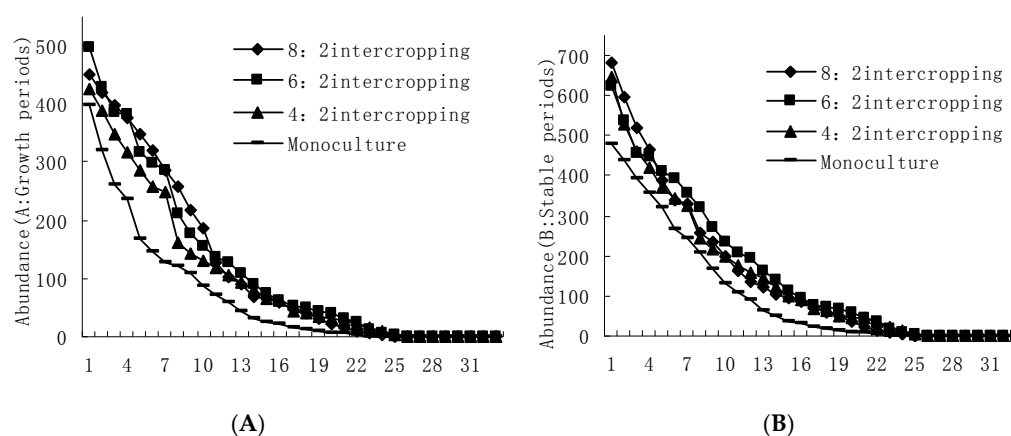 Abundance(A:Growth periods)
500
400
300
200
100
0
8: 2intercropping
6: 2intercropping
4: 2intercropping
Monoculture
1 4 7 10 13 16 19 22 25 28 31
(A)
Abundance(B:Stable periods)
700
600
500
400
300
200
100
0
8: 2intercropping
6: 2intercropping
4: 2intercropping
Monoculture
1 4 7 10 13 16 19 22 25 28 31
(B)